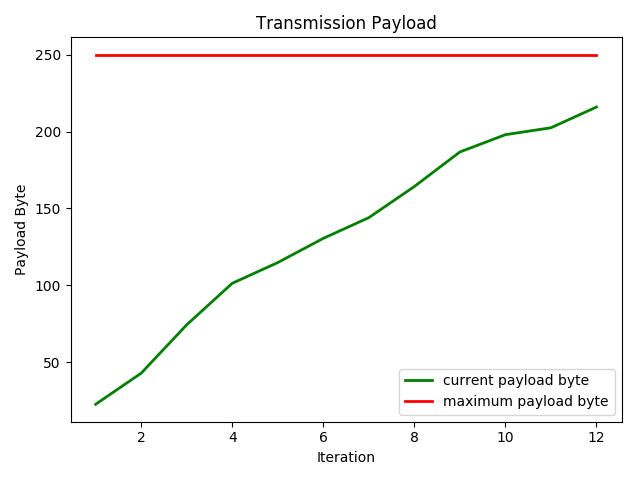 Transmission Payload
250
200
150
100
50
Payload Byte
current payload byte
maximum payload byte
2 4 6 8 10 12
Iteration